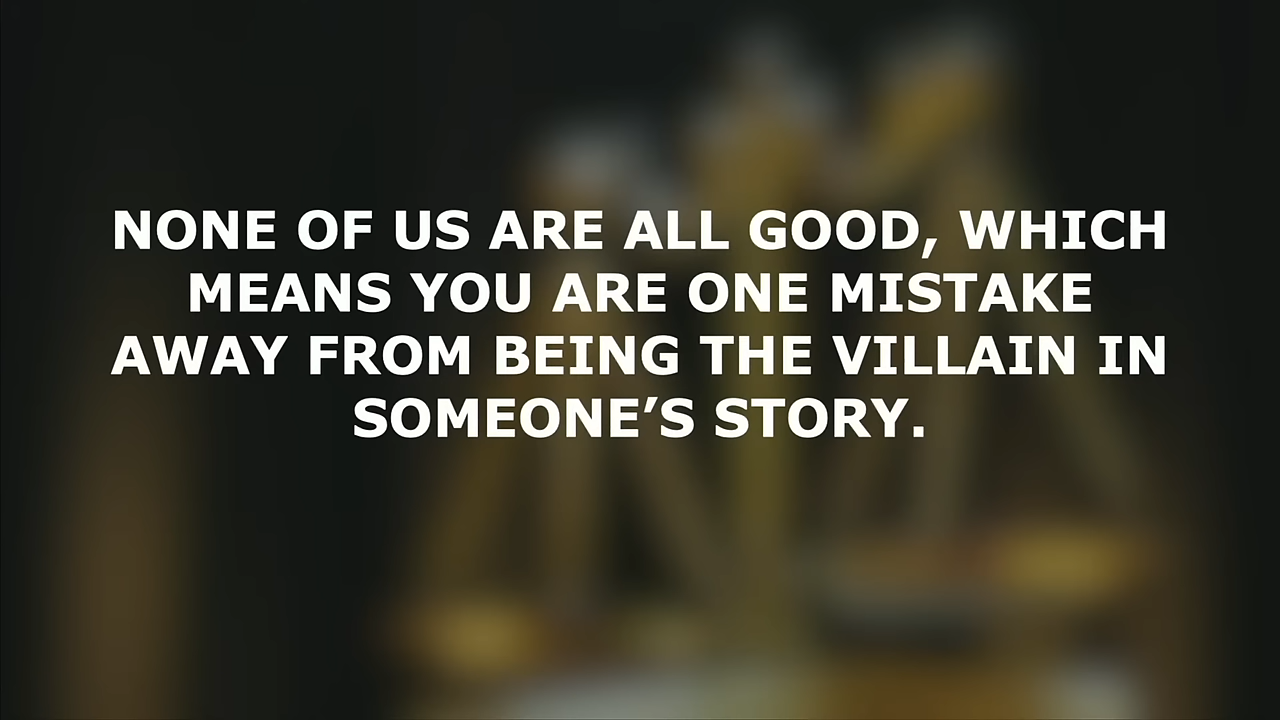 NONE OF US ARE ALL GOOD, WHICH
MEANS YOU ARE ONE MISTAKE
AWAY FROM BEING THE VILLAIN IN
SOMEONE’S STORY.